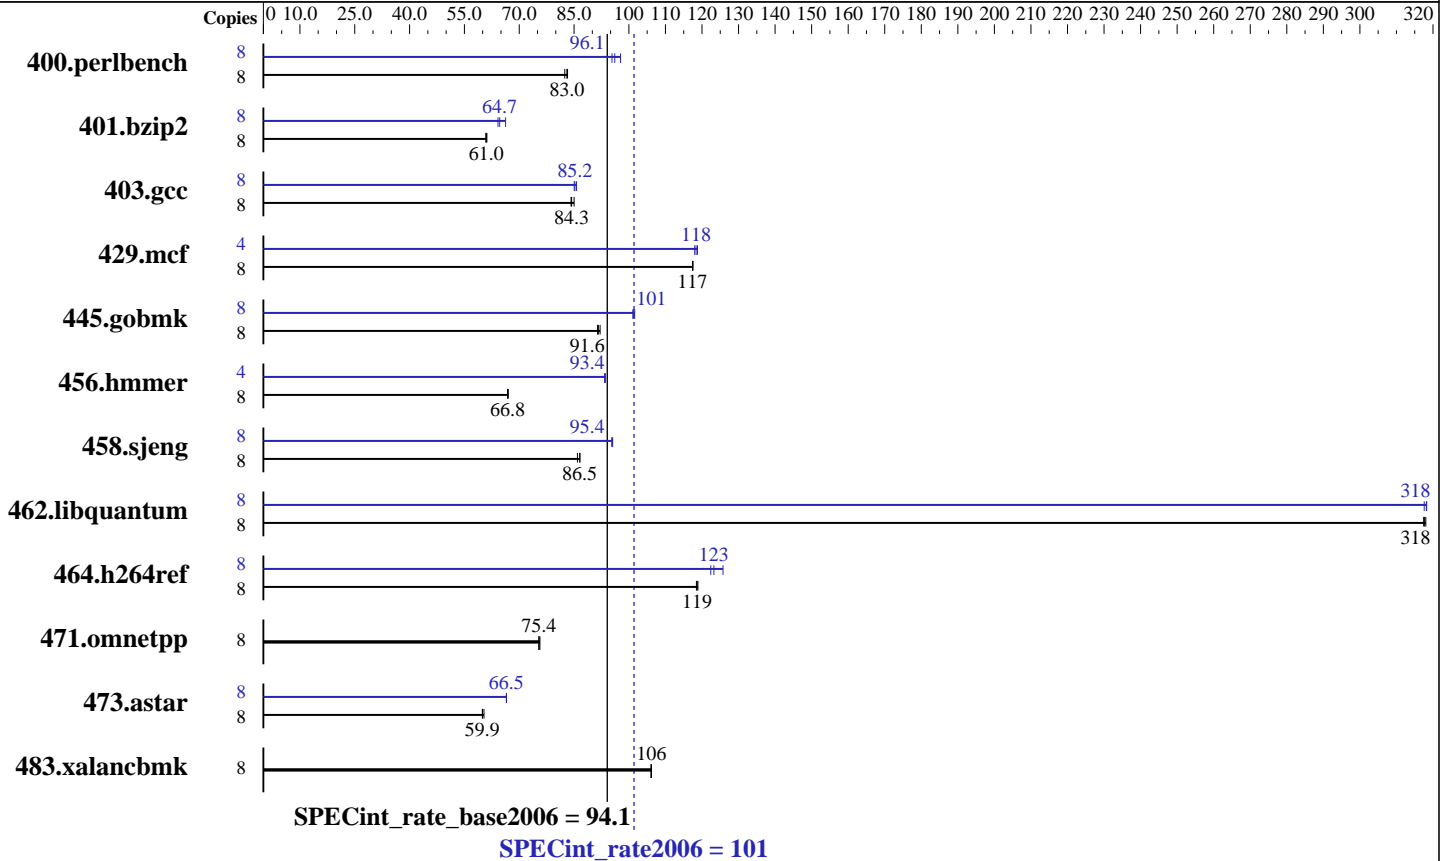 Copies 0 10.0 25.0 40.0 55.0 70.0 85.0 100 110 120 130 140 150 160 170 180 190 200 210 220 230 240 250 260 270 280 290 300 320
400.perlbench 8 96.1
8 83.0
401.bzip2 8 64.7
8 61.0
403.gcc 8 85.2
8 84.3
429.mcf 4 118
8 117
445.gobmk 8 101
8 91.6
456.hmmer 4 93.4
8 66.8
458.sjeng 8 95.4
8 86.5
462.libquantum 8 318
8 318
464.h264ref 8 123
8 119
471.omnetpp 8 75.4
473.astar 8 66.5
8 59.9
483.xalancbmk 8 106
SPECint_rate_base2006 = 94.1
SPECint_rate2006 = 101